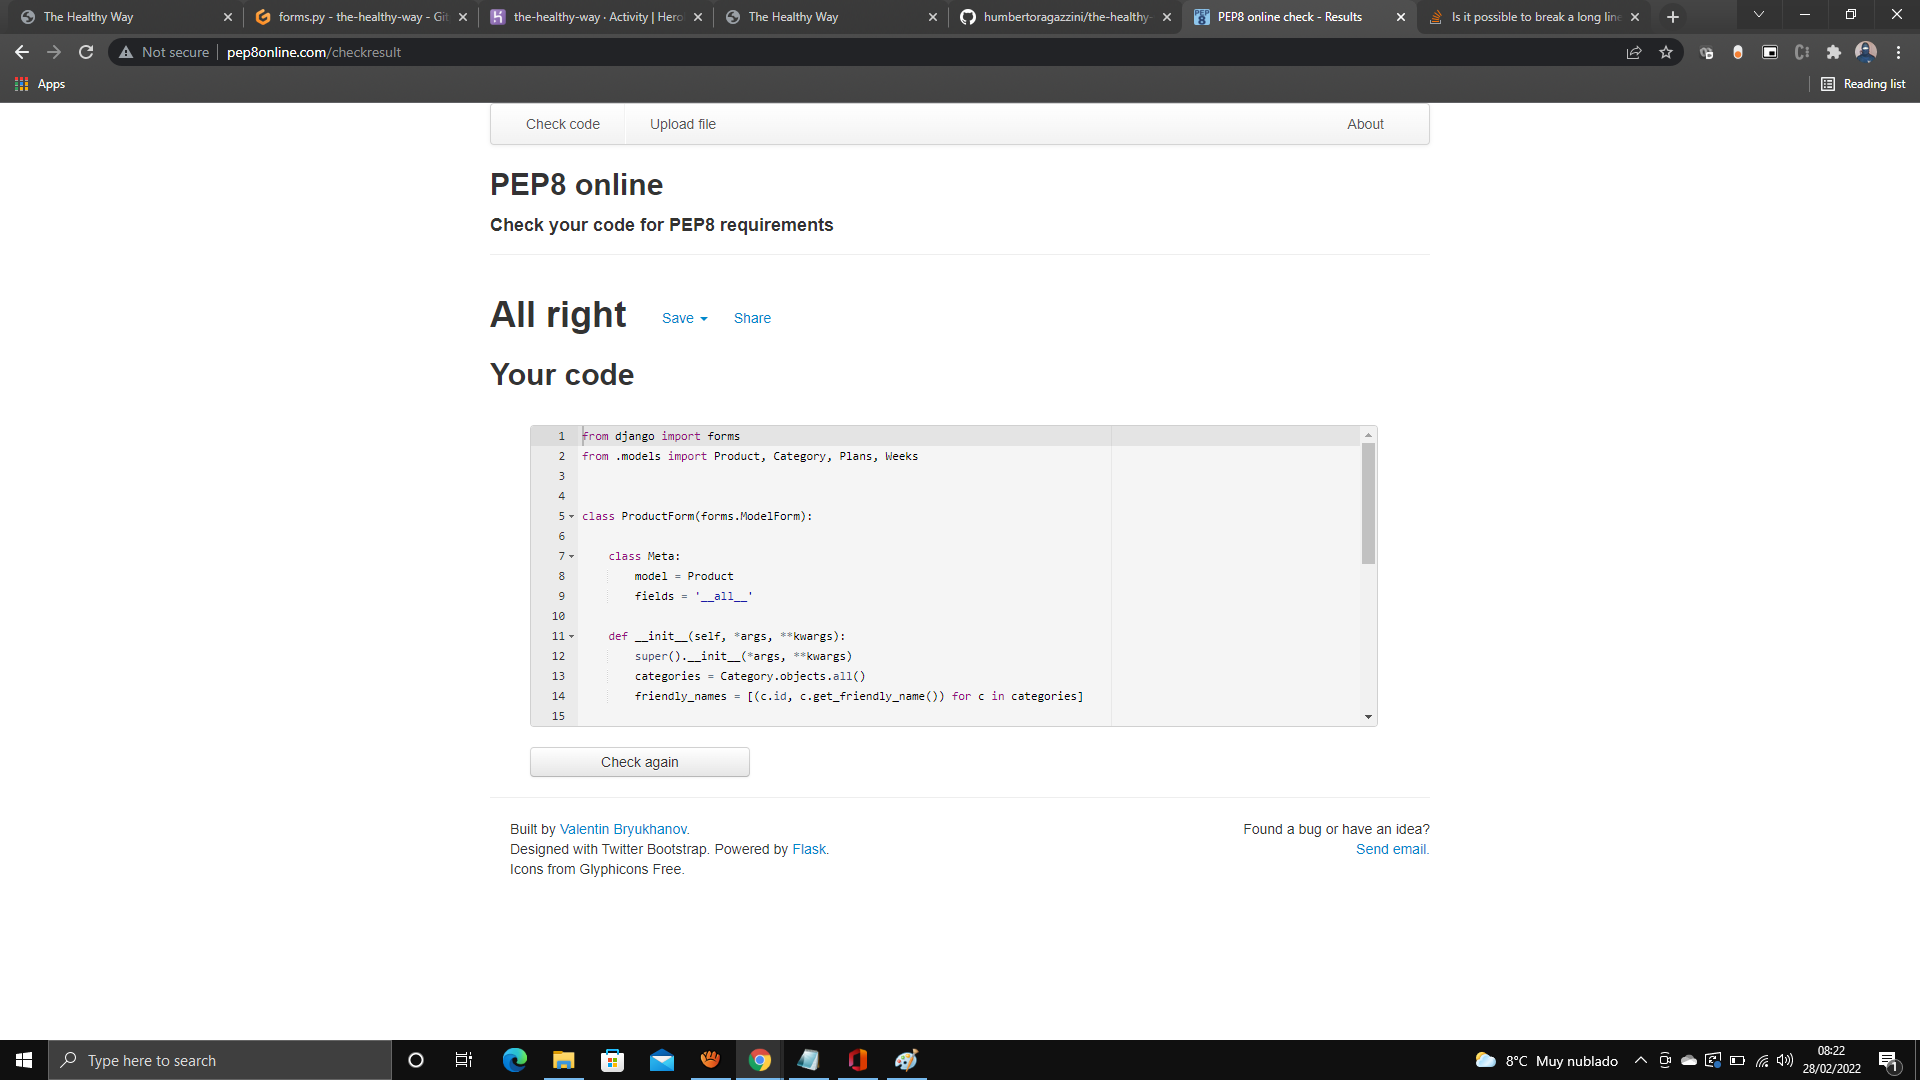 The Healthy Way
forms.py - the-healthy-way - Git
the-healthy-way · Activity | Hero
The Healthy Way
humbertoragazzini/the-healthy-
PEP8 online check - Results
Is it possible to break a long line
Not secure
pep8online.com/checkresult
Apps
Reading list
Check code
Upload file
About
PEP8 online
Check your code for PEP8 requirements
All right
Save
Share
Your code
1 from django import forms
2 from .models import Product, Category, Plans, Weeks
3
4
5 class ProductForm(forms.ModelForm):
6
7     class Meta:
8         model = Product
9         fields = '__all__'
10
11     def __init__(self, *args, **kwargs):
12         super().__init__(*args, **kwargs)
13         categories = Category.objects.all()
14         friendly_names = [(c.id, c.get_friendly_name()) for c in categories]
15
Check again
Built by Valentin Bryukhanov.
Designed with Twitter Bootstrap. Powered by Flask.
Icons from Glyphicons Free.
Found a bug or have an idea?
Send email.
Type here to search
8°C Muy nublado
08:22
28/02/2022
1